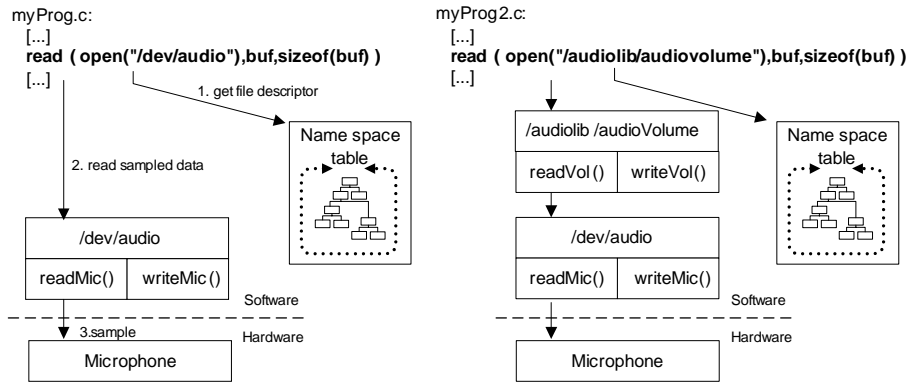 myProg.c:
[...]
read ( open("/dev/audio"),buf,sizeof(buf) )
[...]
1. get file descriptor
Name space
table
2. read sampled data
/dev/audio
readMic()
writeMic()
Software
Hardware
3.sample
Microphone
myProg2.c:
[...]
read ( open("/audiolib/audiovolume"),buf,sizeof(buf) )
[...]
/audiolib /audioVolume
readVol()
writeVol()
Name space
table
/dev/audio
readMic()
writeMic()
Software
Hardware
Microphone